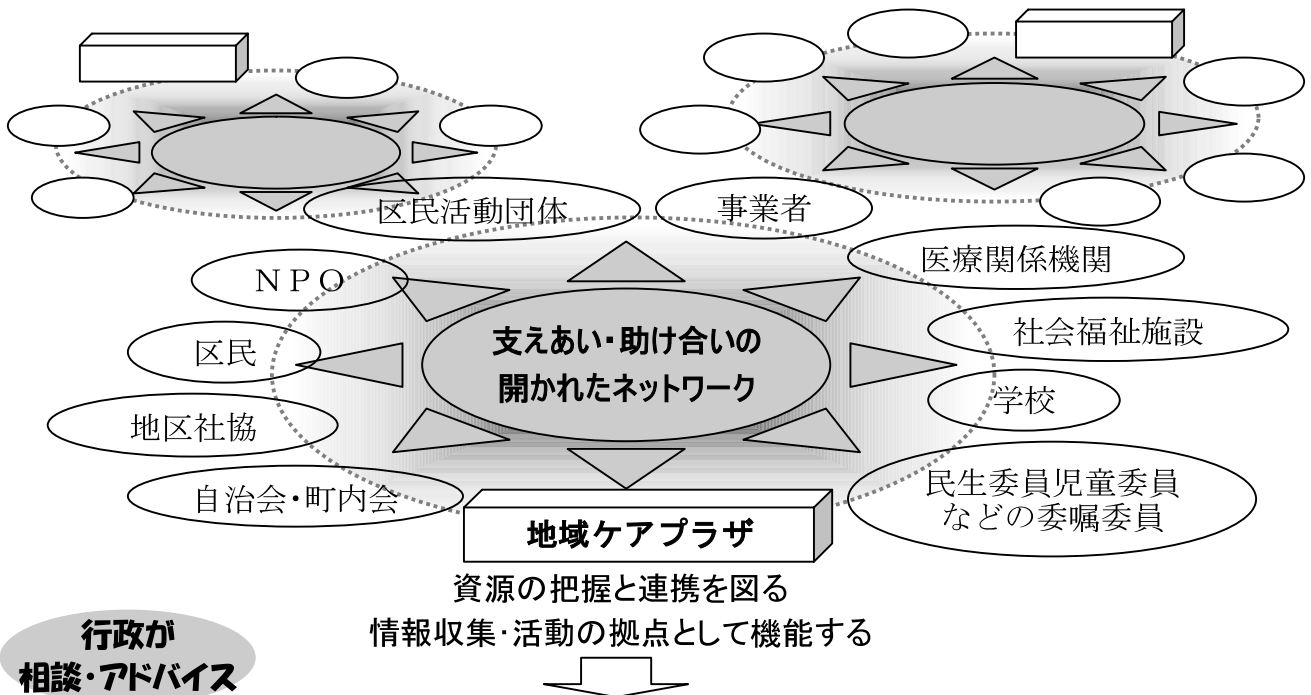 区民活動団体
事業者
NPO
医療関係機関
区民
支えあい・助け合いの
開かれたネットワーク
社会福祉施設
地区社協
学校
自治会・町内会
民生委員児童委員
などの委嘱委員
地域ケアプラザ
資源の把握と連携を図る
情報収集・活動の拠点として機能する
行政が
相談・アドバイス